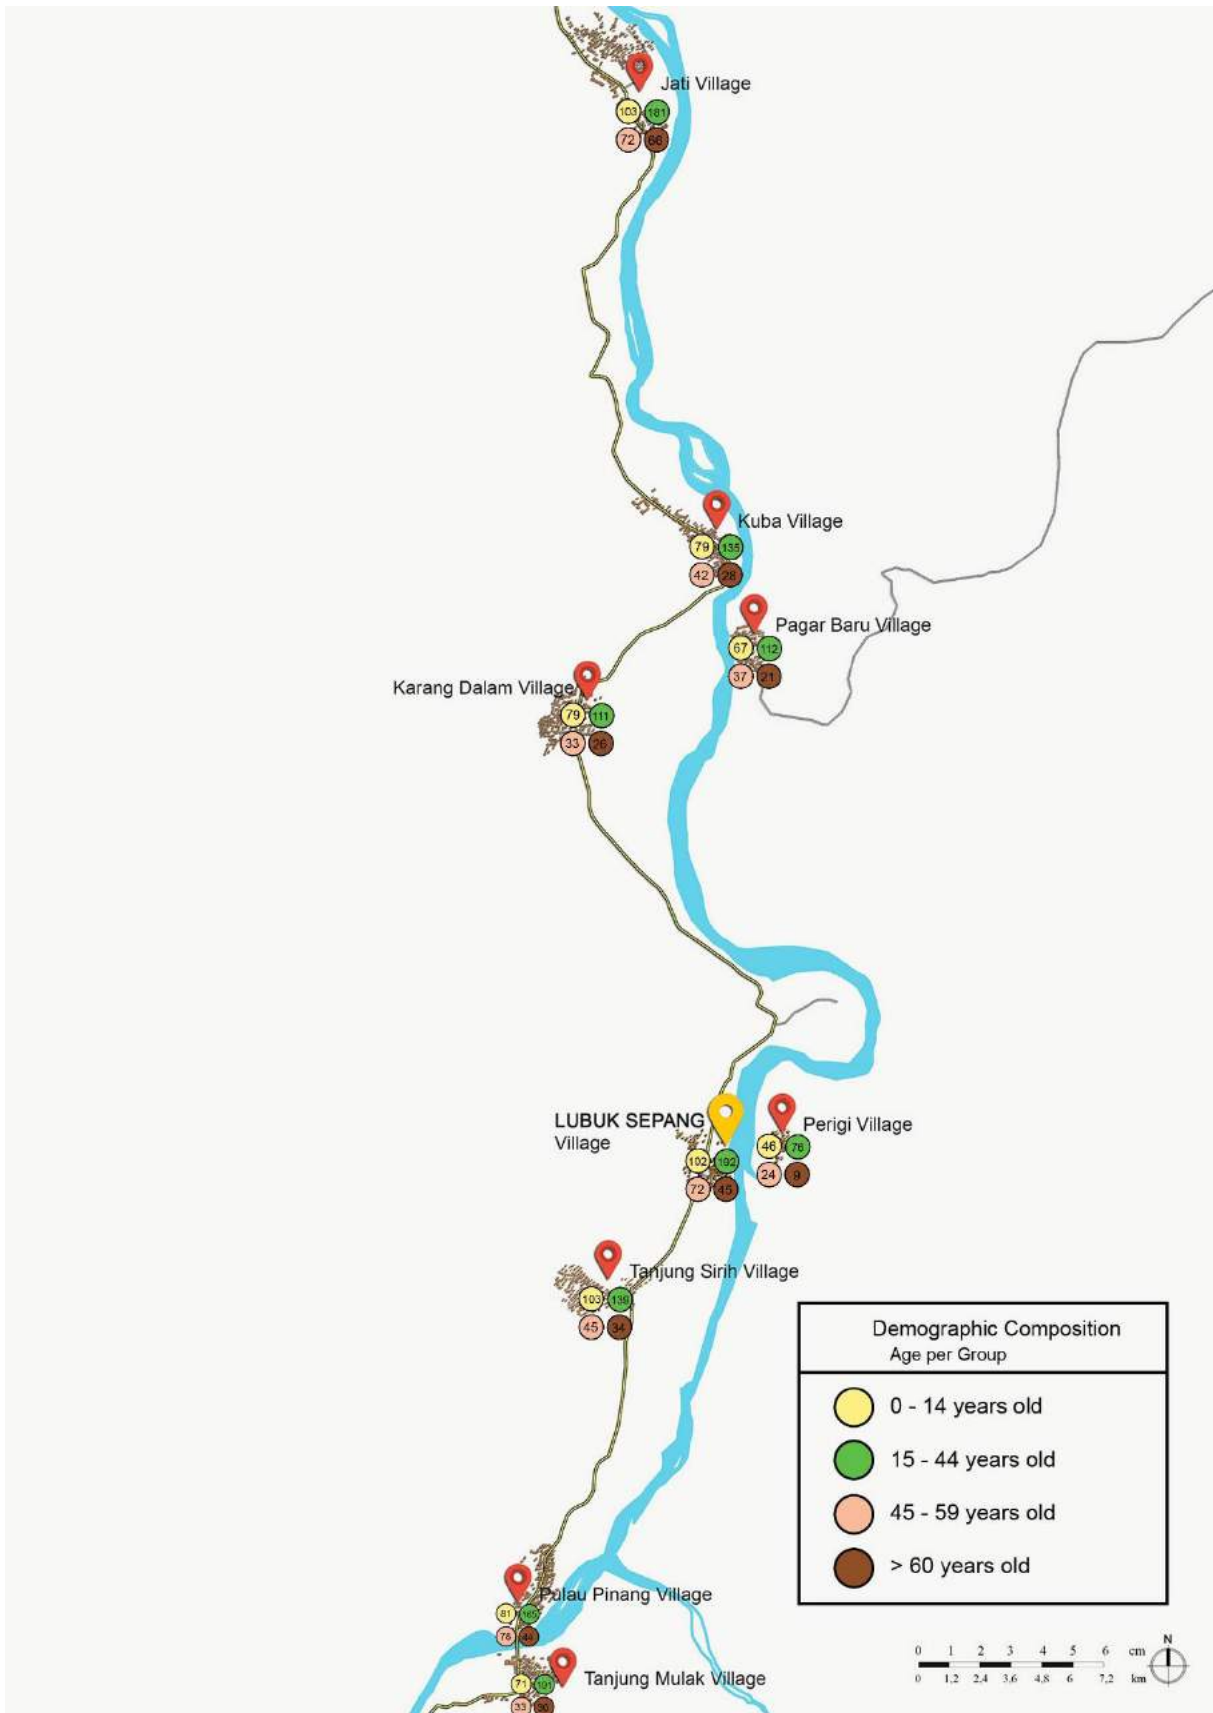 Jati Village
103 181
72 66
Kuba Village
79 135
42 28
Pagar Baru Village
67 112
37 21
Karang Dalam Village
79 111
33 26
LUBUK SEPANG
Village
102 192
72 45
Perigi Village
46 76
24 9
Tanjung Sirih Village
103 139
45 34
Pulau Pinang Village
81 165
78 44
Tanjung Mulak Village
71 191
33
Demographic Composition
Age per Group
0 - 14 years old
15 - 44 years old
45 - 59 years old
> 60 years old
0 1 2 3 4 5 6 cm
0 1,2 2,4 3,6 4,8 6 7,2 km
N